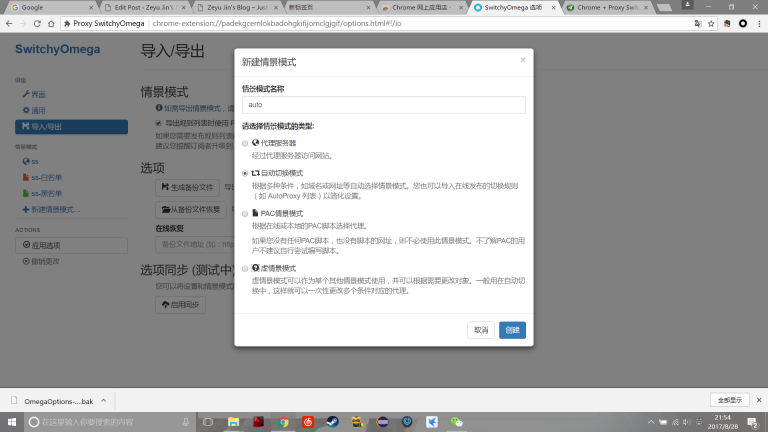 Google
Edit Post ‹ Zeyu Jin's
Zeyu Jin's Blog – Just
新标签页
Chrome 网上应用店 -
SwitchyOmega 选项
Chrome + Proxy Swit
Proxy SwitchyOmega
chrome-extension://padekgcemlokbadohgkifijomclgjgif/options.html#!/io
SwitchyOmega
设定
界面
通用
导入/导出
情景模式
ss
ss-白名单
ss-黑名单
新建情景模式...
ACTIONS
应用选项
撤销更改
导入/导出
情景模式
如需导出情景模式，请
导出规则列表时使用 P
如果您需要发布规则列表
建议您提醒订阅者升级到
选项
生成备份文件
从备份文件恢复
在线恢复
备份文件地址 (如：http
选项同步 (测试中)
您可以将设置和情景模式
启用同步
新建情景模式
×
情景模式名称
auto
请选择情景模式的类型:
代理服务器
经过代理服务器访问网站。
自动切换模式
根据多种条件，如域名或网址等自动选择情景模式。您也可以导入在线发布的切换规则
（如 AutoProxy 列表）以简化设置。
PAC情景模式
根据在线或本地的PAC脚本选择代理。
如果您没有任何PAC脚本，也没有脚本的网址，则不必使用此情景模式。不了解PAC的用
户不建议自行尝试编写脚本。
虚情景模式
虚情景模式可以作为某个其他情景模式使用，并可以根据需要更改对象。一般用在自动切
换中，这样就可以一次性更改多个条件对应的代理。
取消
创建
OmegaOptions-....bak
全部显示
在这里输入你要搜索的内容
21:54
2017/8/28